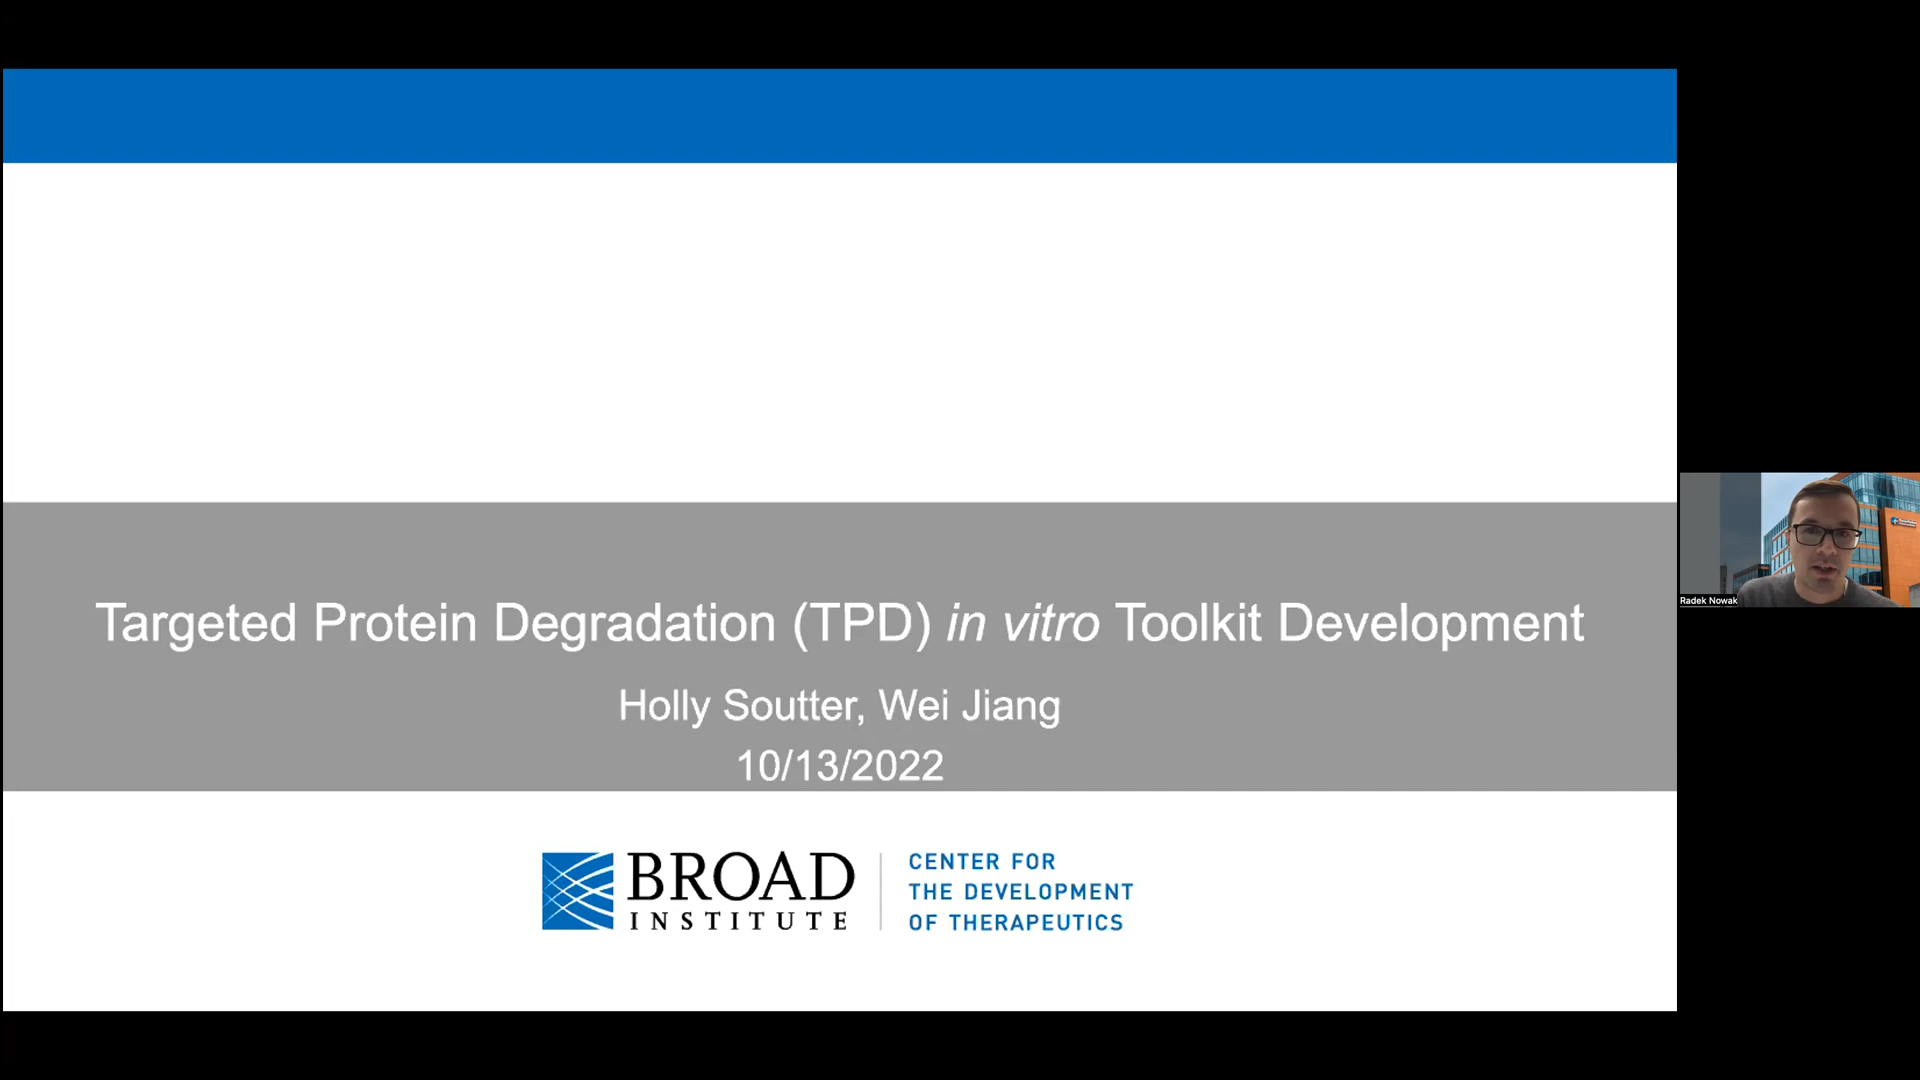 Targeted Protein Degradation (TPD) in vitro Toolkit Development
Holly Soutter, Wei Jiang
10/13/2022
BROAD
INSTITUTE
CENTER FOR
THE DEVELOPMENT
OF THERAPEUTICS
Radek Nowak